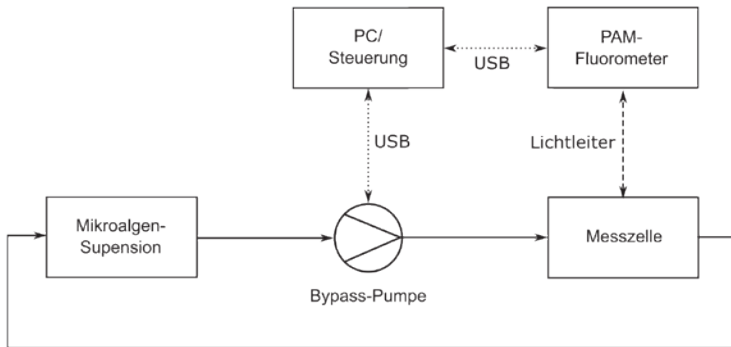 PC/
Steuerung
USB
PAM-
Fluorometer
USB
Lichtleiter
Mikroalgen-
Supension
Messzelle
Bypass-Pumpe